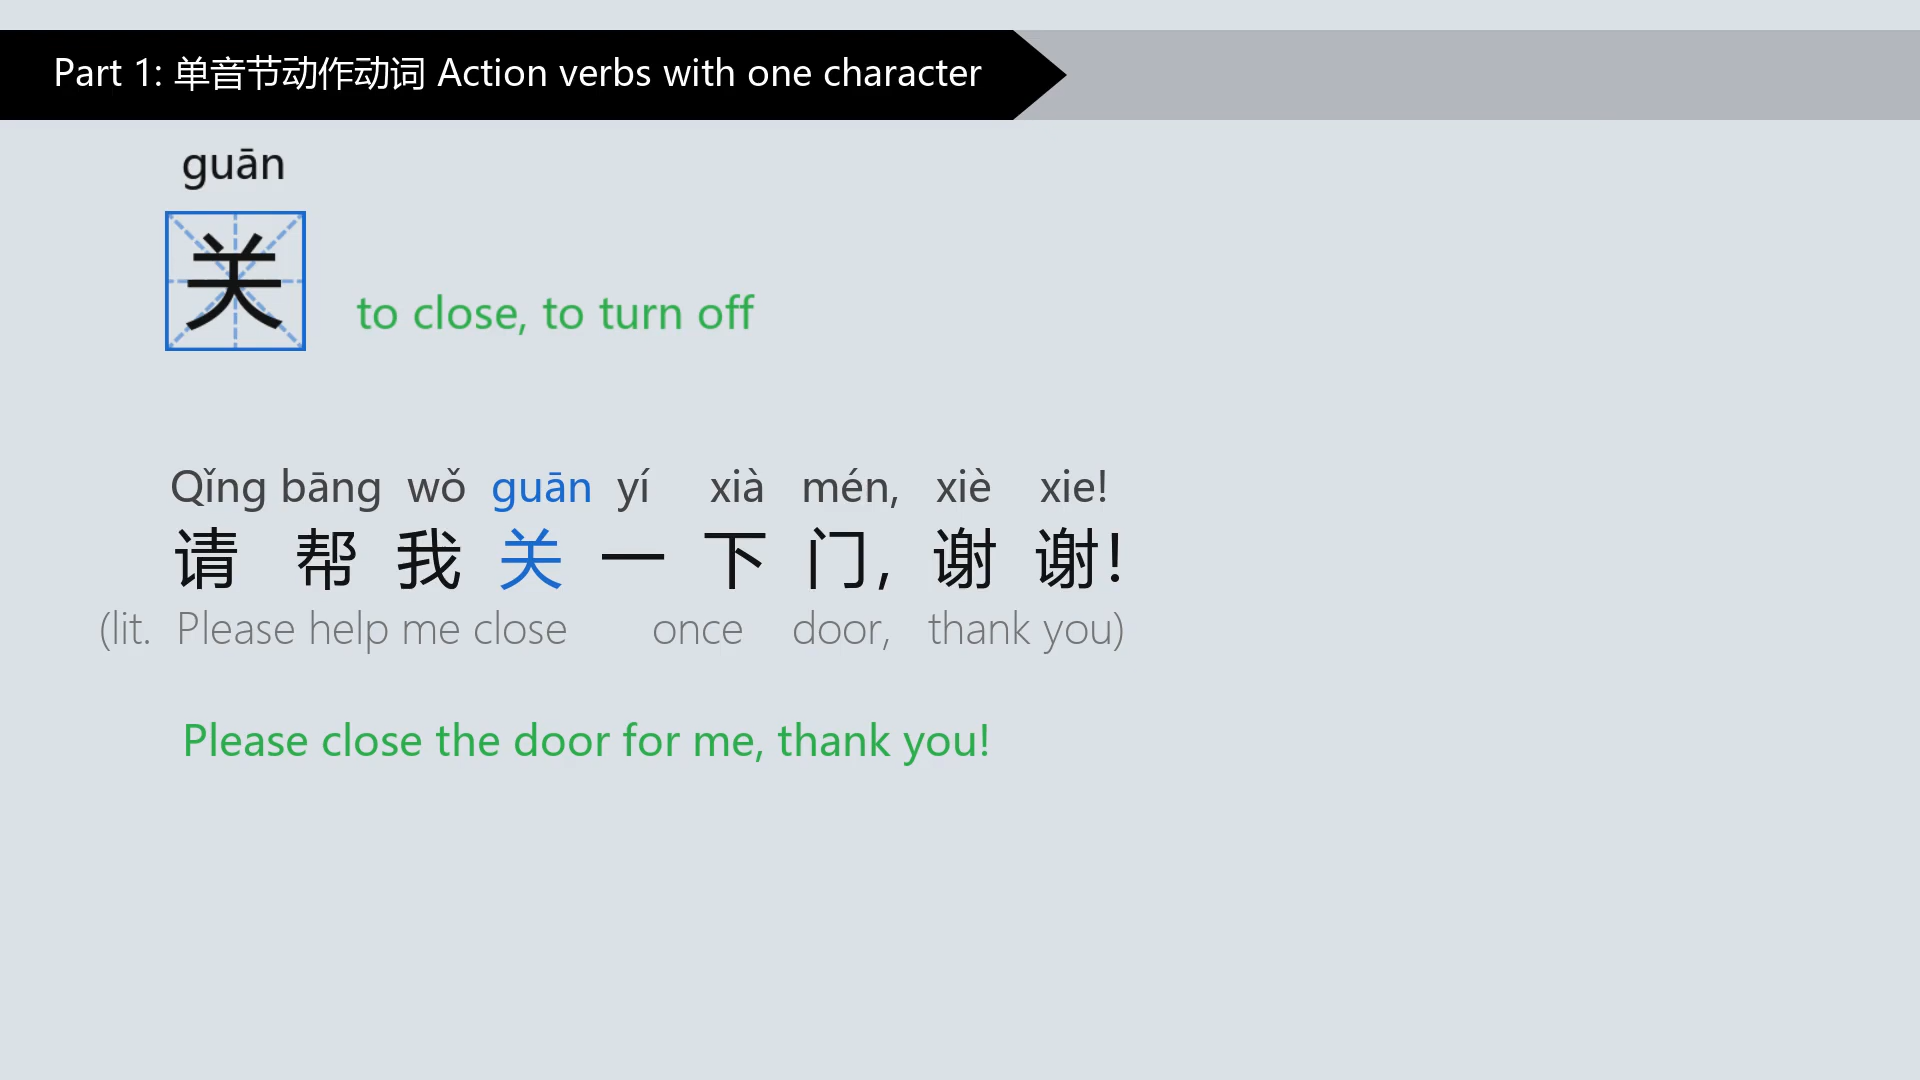 Part 1: 单音节动作动词 Action verbs with one character
guān
关
to close, to turn off
Qǐng bāng wǒ guān yí xià mén, xiè xie!
请 帮 我 关 一 下 门, 谢 谢!
(lit. Please help me close once door, thank you)
Please close the door for me, thank you!